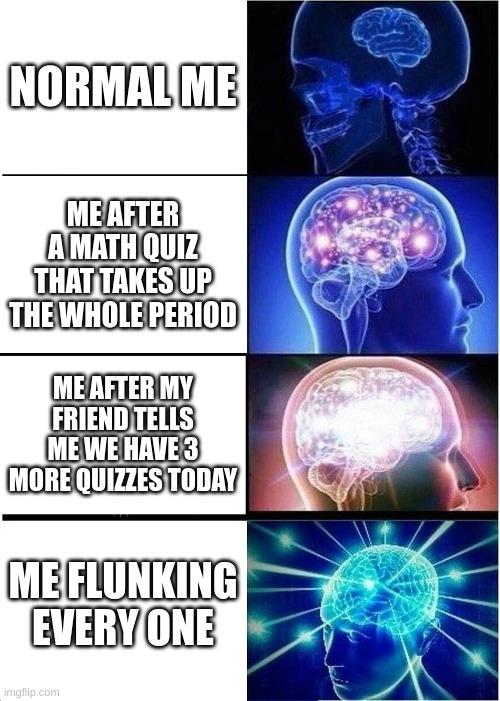 NORMAL ME
ME AFTER
A MATH QUIZ
THAT TAKES UP
THE WHOLE PERIOD
ME AFTER MY
FRIEND TELLS
ME WE HAVE 3
MORE QUIZZES TODAY
ME FLUNKING
EVERY ONE
imgflip.com